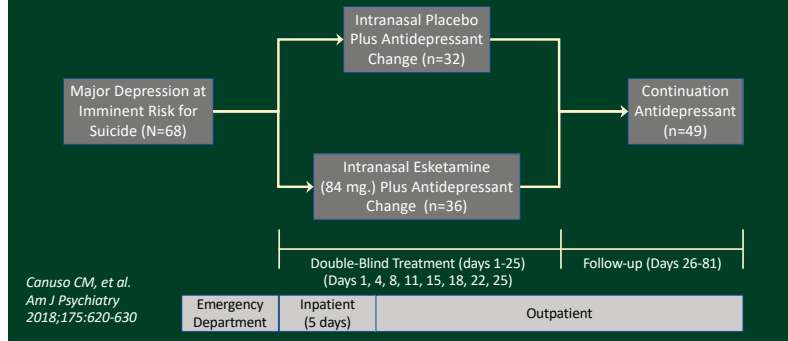 Intranasal Placebo
Plus Antidepressant
Change (n=32)
Major Depression at
Imminent Risk for
Suicide (N=68)
Continuation
Antidepressant
(n=49)
Intranasal Esketamine
(84 mg.) Plus Antidepressant
Change (n=36)
Double-Blind Treatment (days 1-25)
(Days 1, 4, 8, 11, 15, 18, 22, 25)
Follow-up (Days 26-81)
Canuso CM, et al.
Am J Psychiatry
2018;175:620-630
Emergency
Department
Inpatient
(5 days)
Outpatient